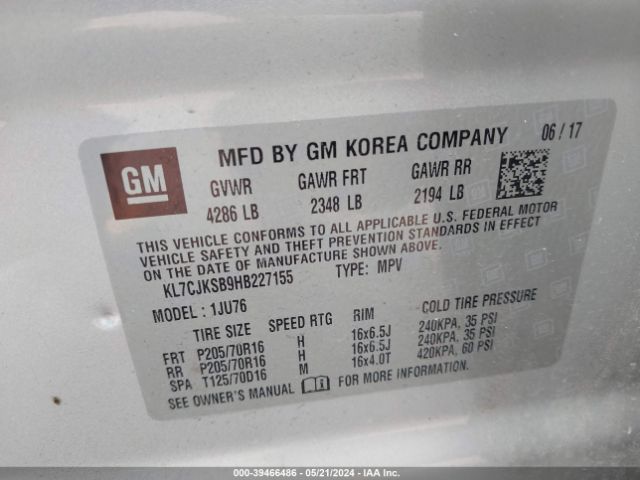 GM
MFD BY GM KOREA COMPANY 06 / 17
GVWR GAWR FRT GAWR RR
4286 LB 2348 LB 2194 LB
THIS VEHICLE CONFORMS TO ALL APPLICABLE U.S. FEDERAL MOTOR
VEHICLE SAFETY AND THEFT PREVENTION STANDARDS IN EFFECT
ON THE DATE OF MANUFACTURE SHOWN ABOVE.
KL7CJKSB9HB227155 TYPE: MPV
MODEL : 1JU76
TIRE SIZE SPEED RTG RIM COLD TIRE PRESSURE
FRT P205/70R16 H 16x6.5J 240KPA, 35 PSI
RR P205/70R16 H 16x6.5J 240KPA, 35 PSI
SPA T125/70D16 M 16x4.0T 420KPA, 60 PSI
SEE OWNER'S MANUAL FOR MORE INFORMATION.
000-39466486 - 05/21/2024 - IAA Inc.